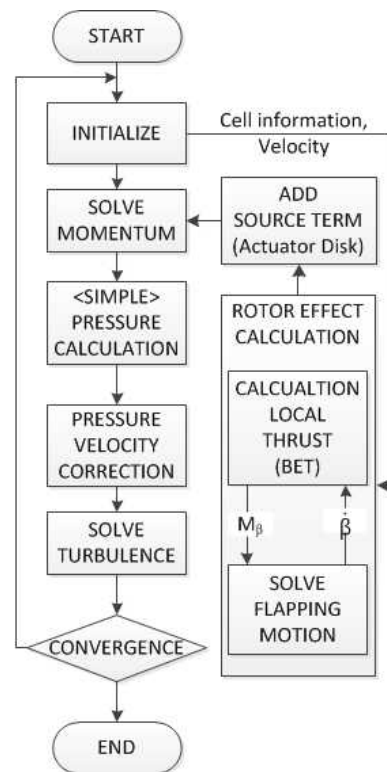 START
INITIALIZE
Cell information,
Velocity
SOLVE
MOMENTUM
ADD
SOURCE TERM
(Actuator Disk)
<SIMPLE>
PRESSURE
CALCULATION
ROTOR EFFECT
CALCULATION
CALCUALTION
LOCAL
THRUST
(BET)
PRESSURE
VELOCITY
CORRECTION
SOLVE
TURBULENCE
Mᵦ
β̇
SOLVE
FLAPPING
MOTION
CONVERGENCE
END